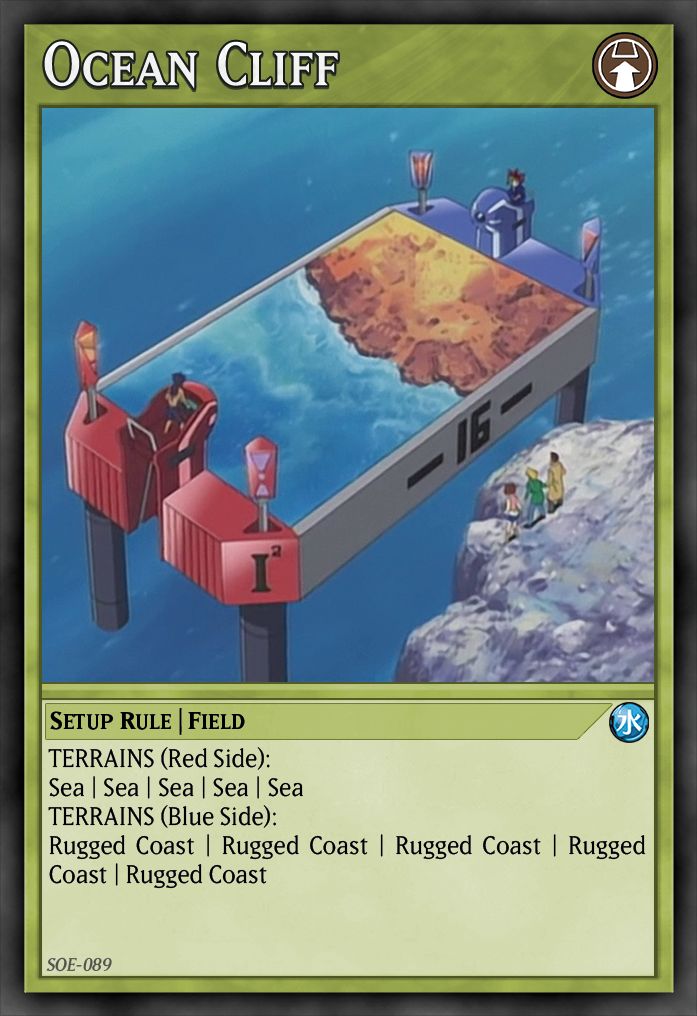 Ocean Cliff
- 16 -
I²
Setup Rule | Field
水
TERRAINS (Red Side):
Sea | Sea | Sea | Sea | Sea
TERRAINS (Blue Side):
Rugged Coast | Rugged Coast | Rugged Coast | Rugged
Coast | Rugged Coast
SOE-089